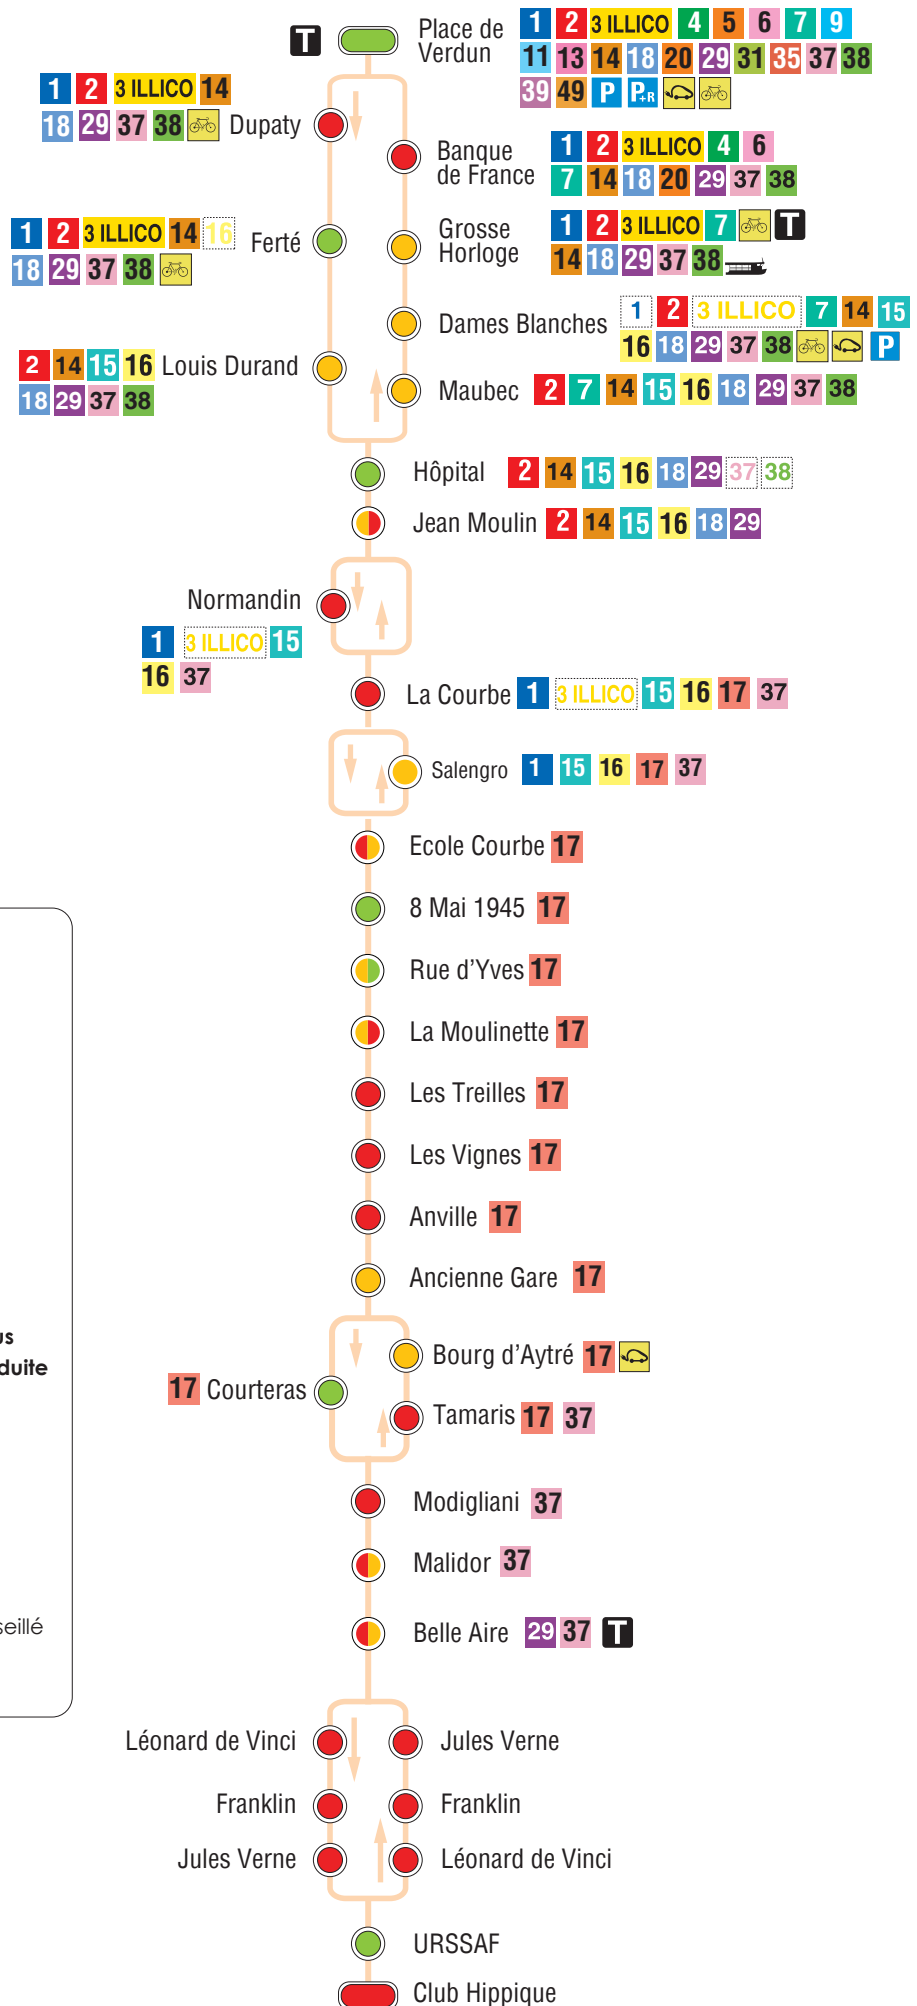 T Place de 1 2 3 ILLICO 4 5 6 7 9
Verdun 11 13 14 18 20 29 31 35 37 38
39 49 P P+R
1 2 3 ILLICO 14
18 29 37 38 Dupaty
Banque 1 2 3 ILLICO 4 6
de France 7 14 18 20 29 37 38
1 2 3 ILLICO 14 16 Ferté
18 29 37 38
Grosse 1 2 3 ILLICO 7 T
Horloge 14 18 29 37 38
Dames Blanches 1 2 3 ILLICO 7 14 15
16 18 29 37 38 P
2 14 15 16 Louis Durand
18 29 37 38
Maubec 2 7 14 15 16 18 29 37 38
Hôpital 2 14 15 16 18 29 37 38
Jean Moulin 2 14 15 16 18 29
Normandin
1 3 ILLICO 15
16 37
La Courbe 1 3 ILLICO 15 16 17 37
Salengro 1 15 16 17 37
Ecole Courbe 17
8 Mai 1945 17
Rue d'Yves 17
La Moulinette 17
Les Treilles 17
Les Vignes 17
Anville 17
Ancienne Gare 17
us
duite
Bourg d'Aytré 17
17 Courteras
Tamaris 17 37
Modigliani 37
Malidor 37
seillé
Belle Aire 29 37 T
Léonard de Vinci Jules Verne
Franklin Franklin
Jules Verne Léonard de Vinci
URSSAF
Club Hippique